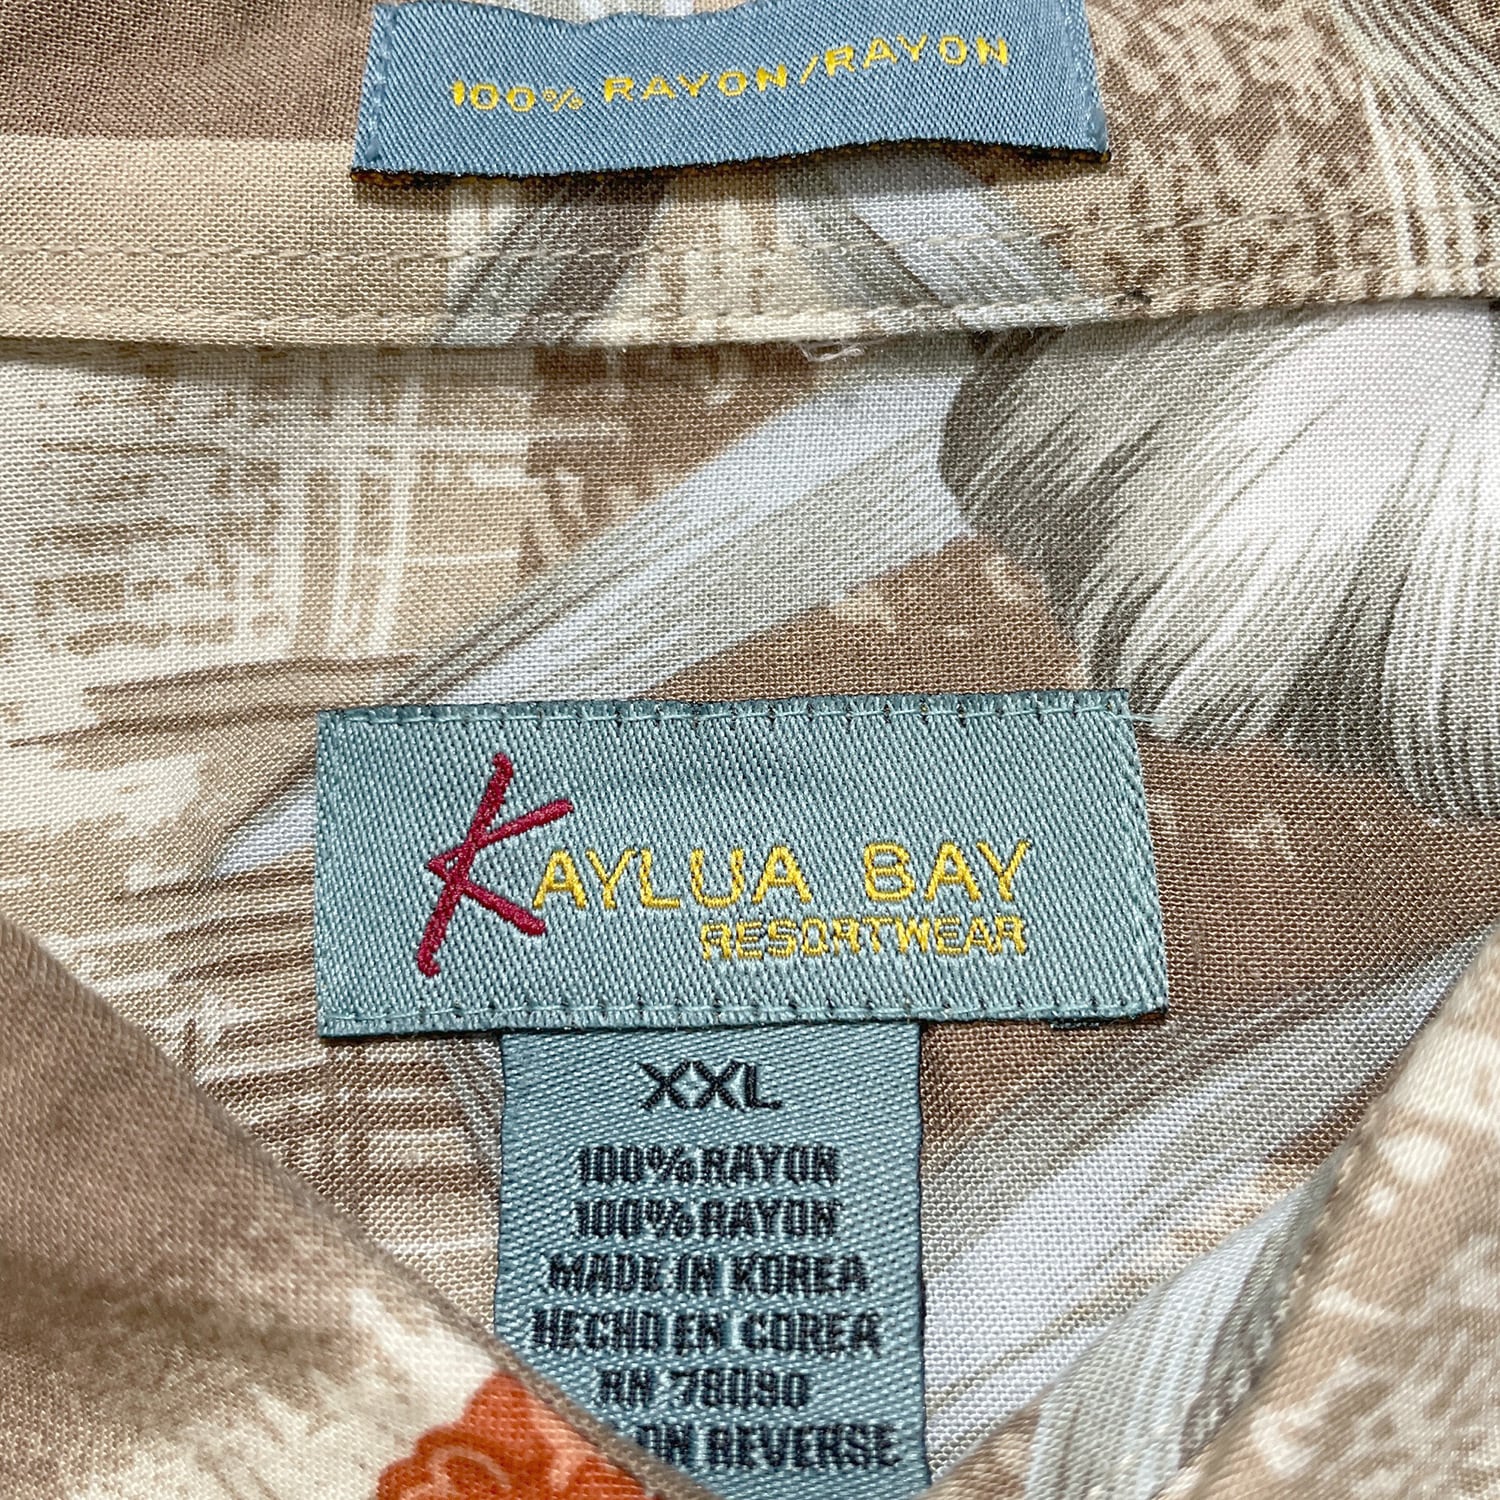 100% RAYON/RAYON
KAYLUA BAY
RESORTWEAR
XXL
100% RAYON
100% RAYON
MADE IN KOREA
HECHO EN COREA
RN 78090
ON REVERSE